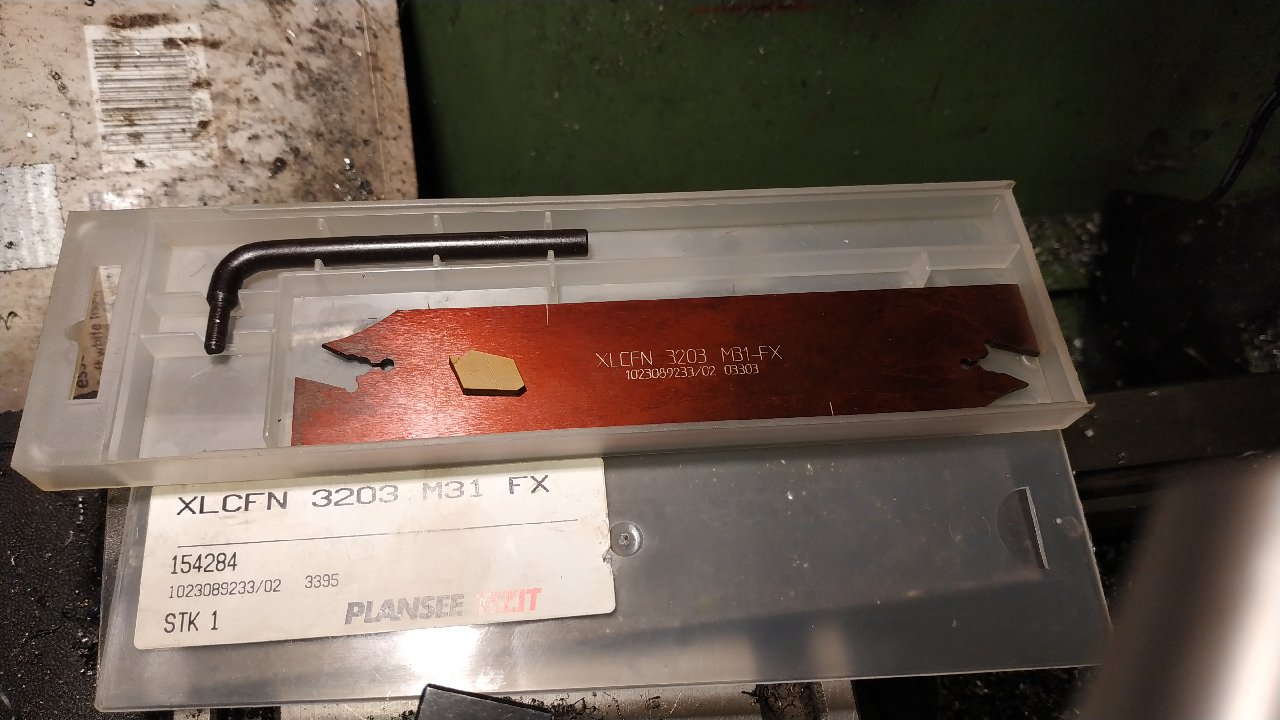 XLCFN 3203 M31-FX
1023089233/02 03303
XLCFN 3203 M31 FX
154284
1023089233/02 3395
STK 1
PLANSEE TIZIT